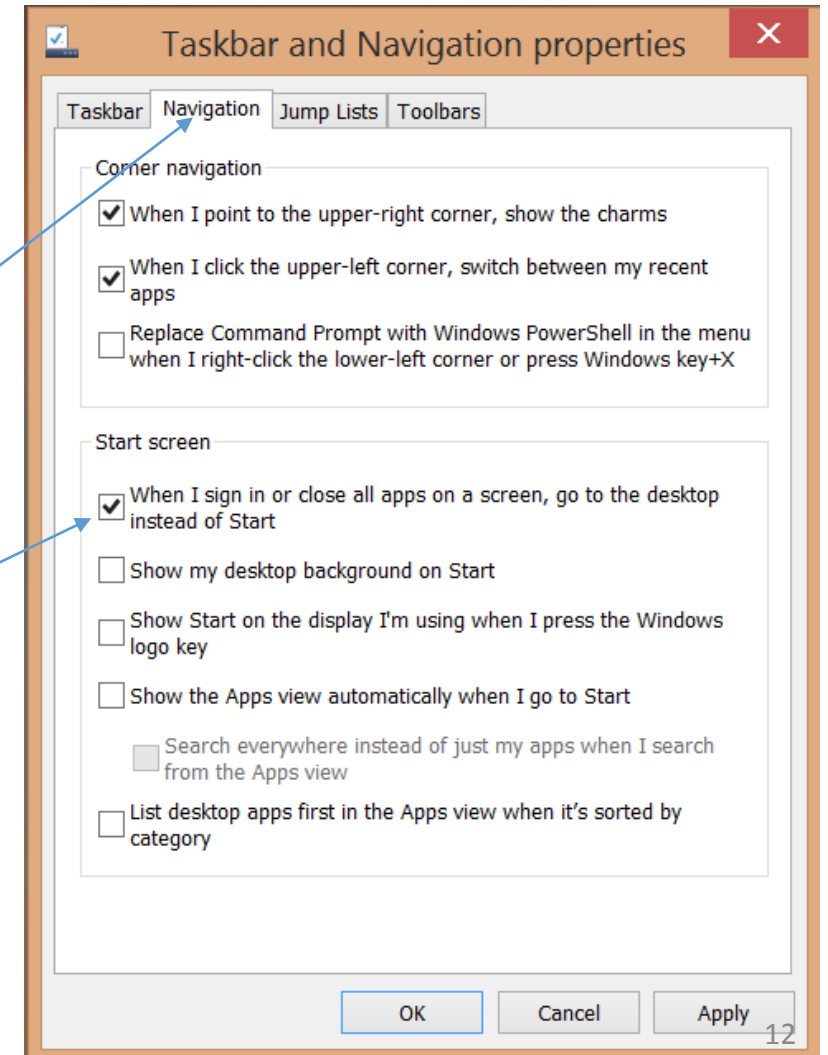 Taskbar and Navigation properties
Taskbar Navigation Jump Lists Toolbars
Corner navigation
When I point to the upper-right corner, show the charms
When I click the upper-left corner, switch between my recent
apps
Replace Command Prompt with Windows PowerShell in the menu
when I right-click the lower-left corner or press Windows key+X
Start screen
When I sign in or close all apps on a screen, go to the desktop
instead of Start
Show my desktop background on Start
Show Start on the display I'm using when I press the Windows
logo key
Show the Apps view automatically when I go to Start
Search everywhere instead of just my apps when I search
from the Apps view
List desktop apps first in the Apps view when it’s sorted by
category
OK Cancel Apply
12